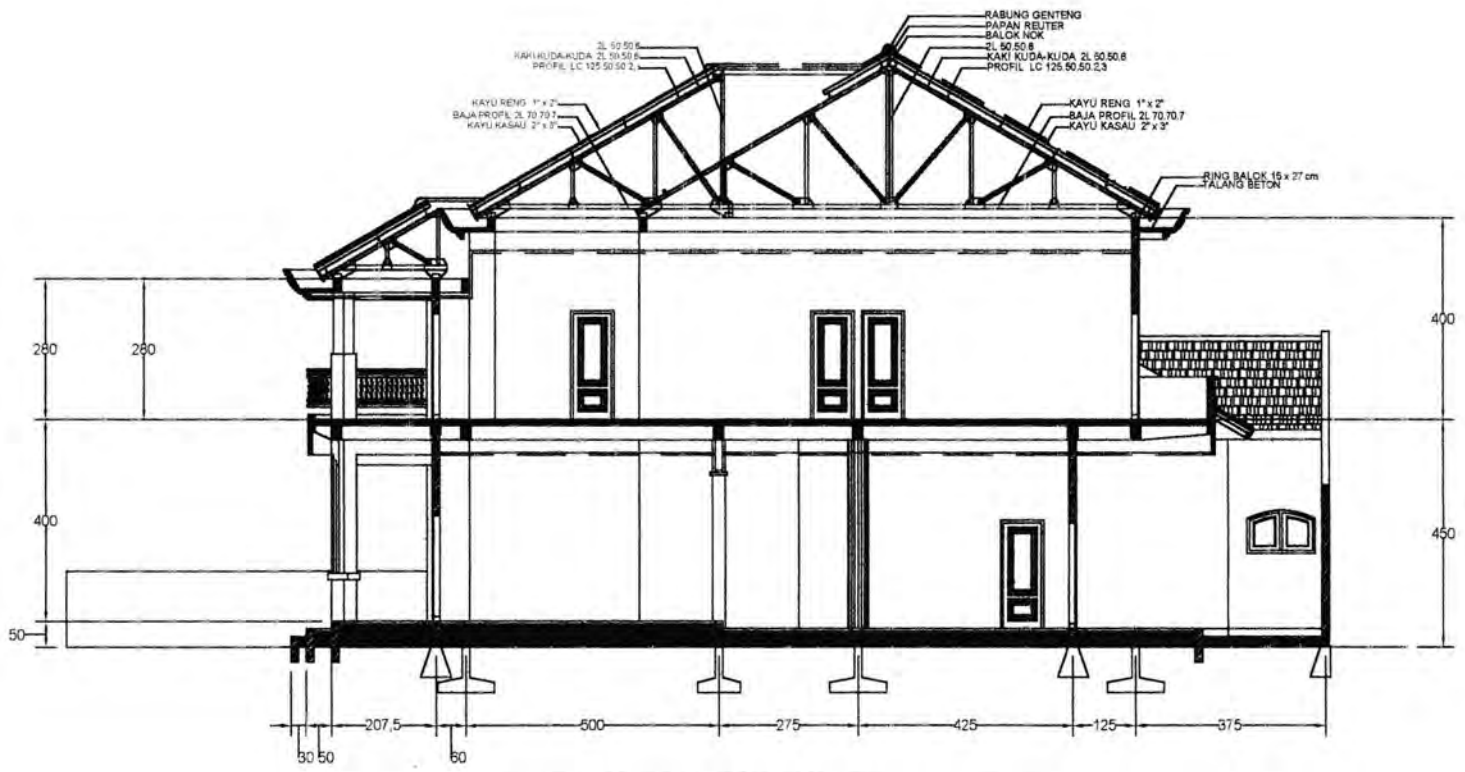 RABUNG GENTENG
PAPAN REUTER
BALOK NOK
2L 50.50.6
KAKI KUDA-KUDA 2L 50.50.6
PROFIL LC 125.50.50.2,3
2L 50.50.6
KAKI KUDA-KUDA 2L 50.50.6
PROFIL LC 125.50.50.2,
KAYU RENG 1" x 2"
BAJA PROFIL 2L 70.70.7
KAYU KASAU 2" x 3"
KAYU RENG 1" x 2"
BAJA PROFIL 2L 70.70.7
KAYU KASAU 2" x 3"
RING BALOK 15 x 27 cm
TALANG BETON
280
280
400
400
450
50
207,5
500
275
425
125
375
30
50
60